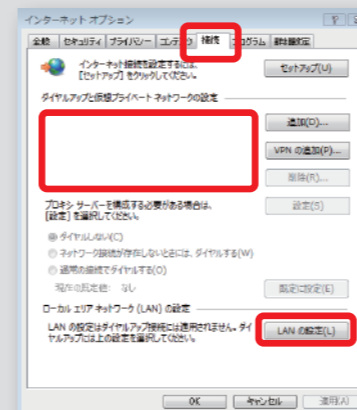 インターネット オプション
全般 セキュリティ プライバシー コンテンツ 接続 プログラム 詳細設定
インターネット接続を設定するには、
[セットアップ] をクリックしてください。
セットアップ(U)
ダイヤルアップと仮想プライベート ネットワークの設定
追加(D)...
VPN の追加(P)...
削除(R)...
プロキシ サーバーを構成する必要がある場合は、
[設定] を選択してください。
設定(S)
ダイヤルしない(C)
ネットワーク接続が存在しないときには、ダイヤルする(W)
通常の接続でダイヤルする(O)
現在の既定値: なし
既定に設定(E)
ローカル エリア ネットワーク (LAN) の設定
LAN の設定はダイヤルアップ接続には適用されません。ダイ
ヤルアップには上の設定を選択してください。
LAN の設定(L)
OK キャンセル 適用(A)